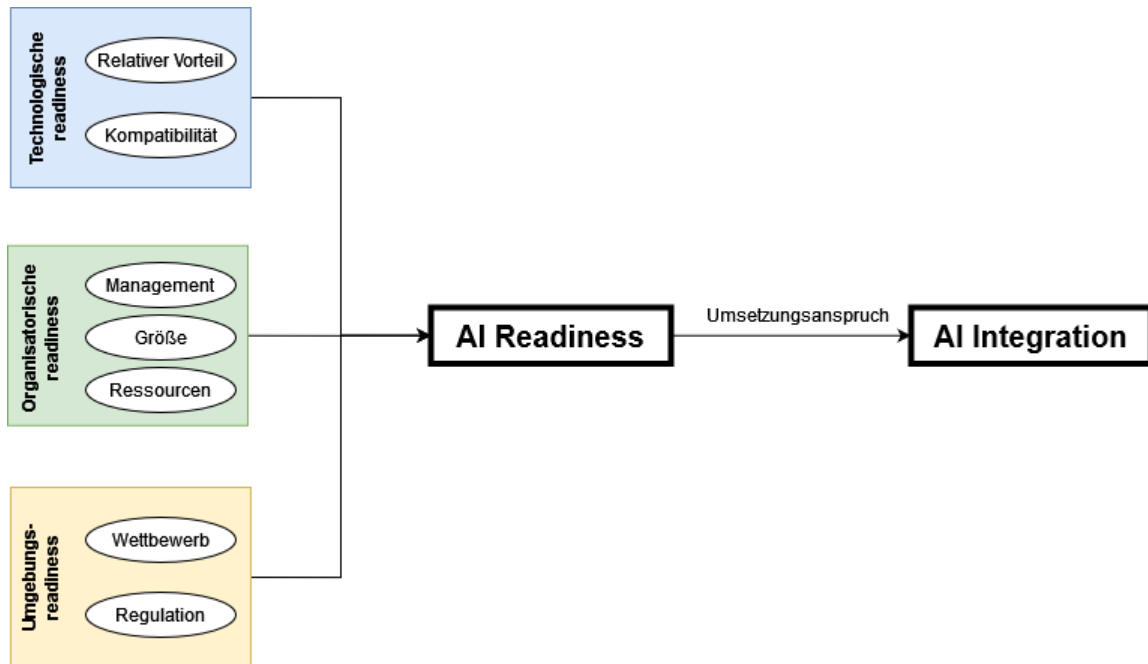 Technologische
readiness
Relativer Vorteil
Kompatibilität
Organisatorische
readiness
Management
Größe
Ressourcen
Umgebungs-
readiness
Wettbewerb
Regulation
AI Readiness
Umsetzungsanspruch
AI Integration